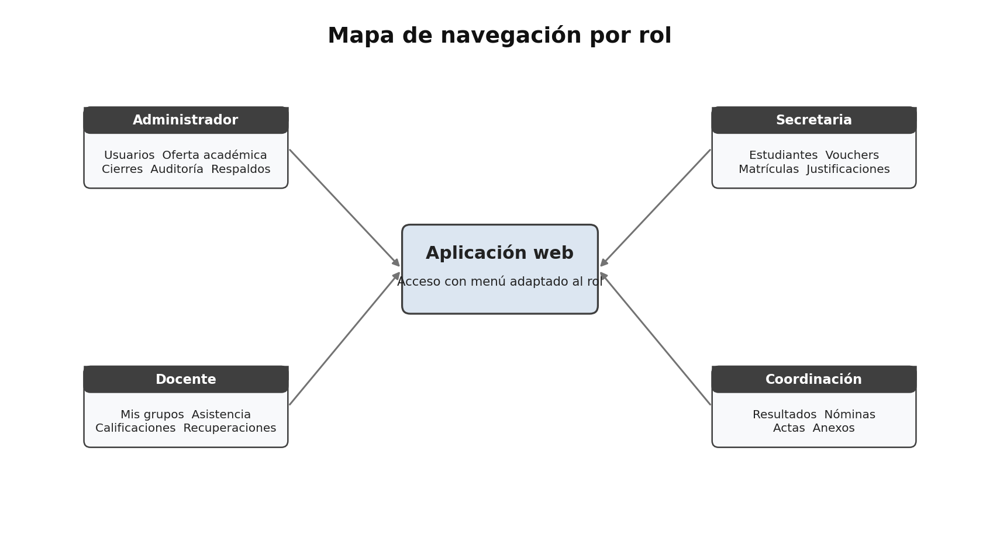 Mapa de navegación por rol
Administrador
Usuarios  Oferta académica
Cierres  Auditoría  Respaldos
Secretaria
Estudiantes  Vouchers
Matrículas  Justificaciones
Aplicación web
Acceso con menú adaptado al rol
Docente
Mis grupos  Asistencia
Calificaciones  Recuperaciones
Coordinación
Resultados  Nóminas
Actas  Anexos